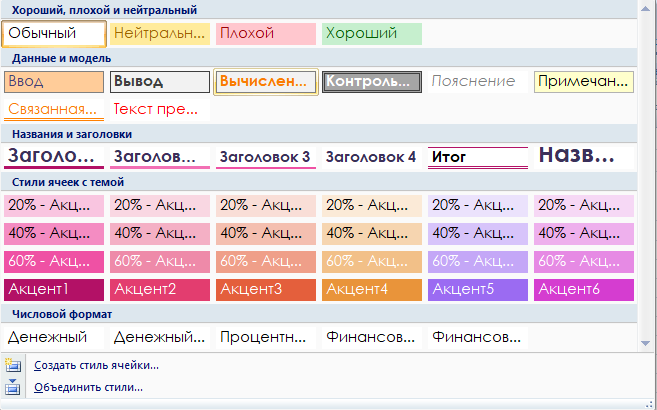 Хороший, плохой и нейтральный
Обычный Нейтральн... Плохой Хороший
Данные и модель
Ввод Вывод Вычислен... Контроль... Пояснение Примечан...
Связанная... Текст пре...
Названия и заголовки
Заголо... Заголов... Заголовок 3 Заголовок 4 Итог Назв...
Стили ячеек с темой
20% - Акц... 20% - Акц... 20% - Акц... 20% - Акц... 20% - Акц... 20% - Акц...
40% - Акц... 40% - Акц... 40% - Акц... 40% - Акц... 40% - Акц... 40% - Акц...
60% - Акц... 60% - Акц... 60% - Акц... 60% - Акц... 60% - Акц... 60% - Акц...
Акцент1 Акцент2 Акцент3 Акцент4 Акцент5 Акцент6
Числовой формат
Денежный Денежный... Процентн... Финансов... Финансов...
Создать стиль ячейки...
Объединить стили...